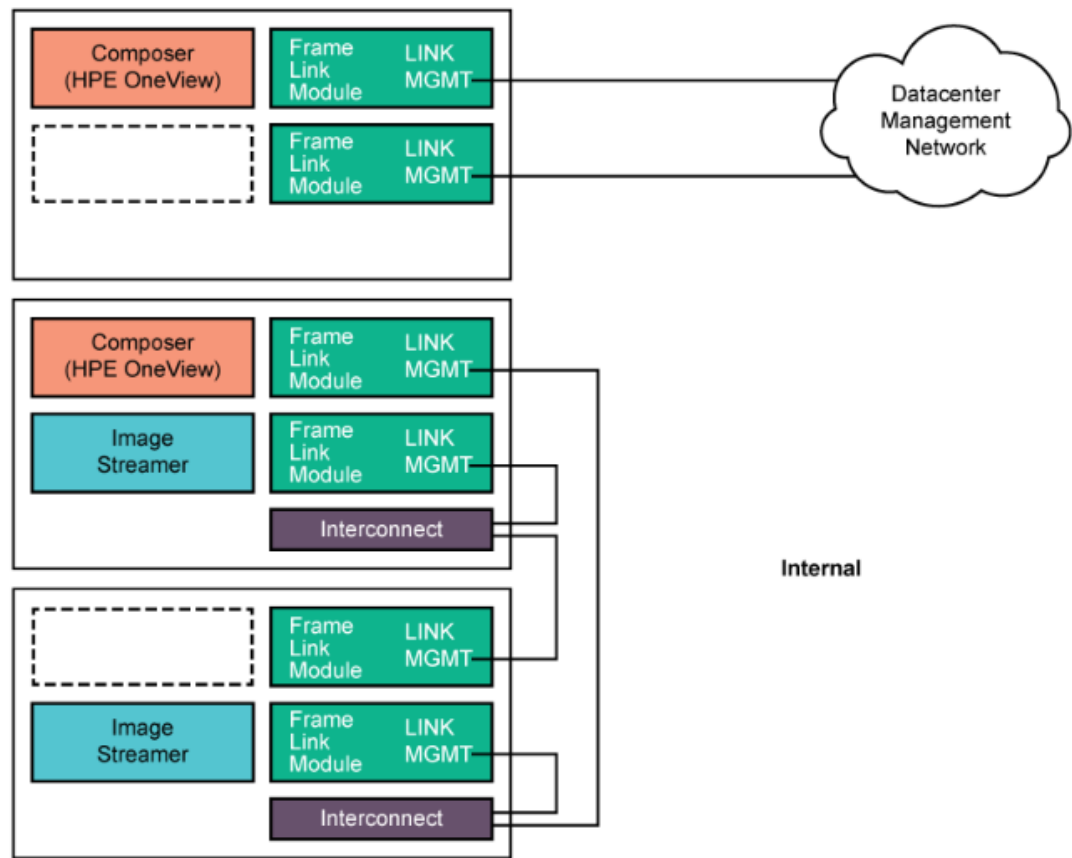 Composer
(HPE OneView)
Frame
Link
Module
LINK
MGMT
Frame
Link
Module
LINK
MGMT
Datacenter
Management
Network
Composer
(HPE OneView)
Frame
Link
Module
LINK
MGMT
Image
Streamer
Frame
Link
Module
LINK
MGMT
Interconnect
Internal
Frame
Link
Module
LINK
MGMT
Image
Streamer
Frame
Link
Module
LINK
MGMT
Interconnect